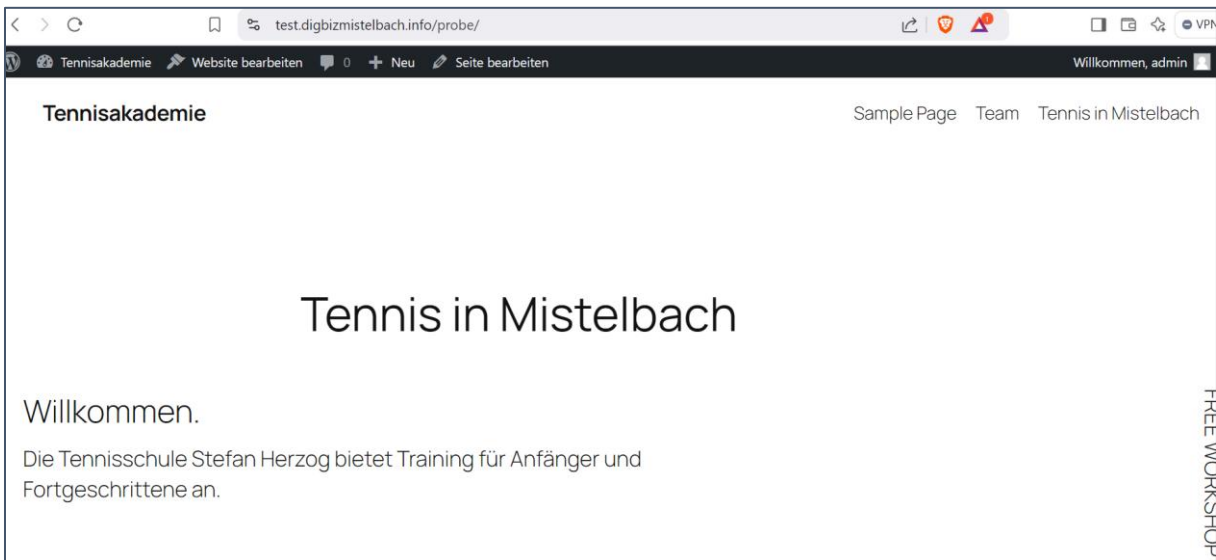 test.digbizmistelbach.info/probe/
VPN
Tennisakademie Website bearbeiten 0 Neu Seite bearbeiten Willkommen, admin
Tennisakademie Sample Page Team Tennis in Mistelbach
Tennis in Mistelbach
Willkommen.
Die Tennisschule Stefan Herzog bietet Training für Anfänger und
Fortgeschrittene an.
FREE WORKSHOP